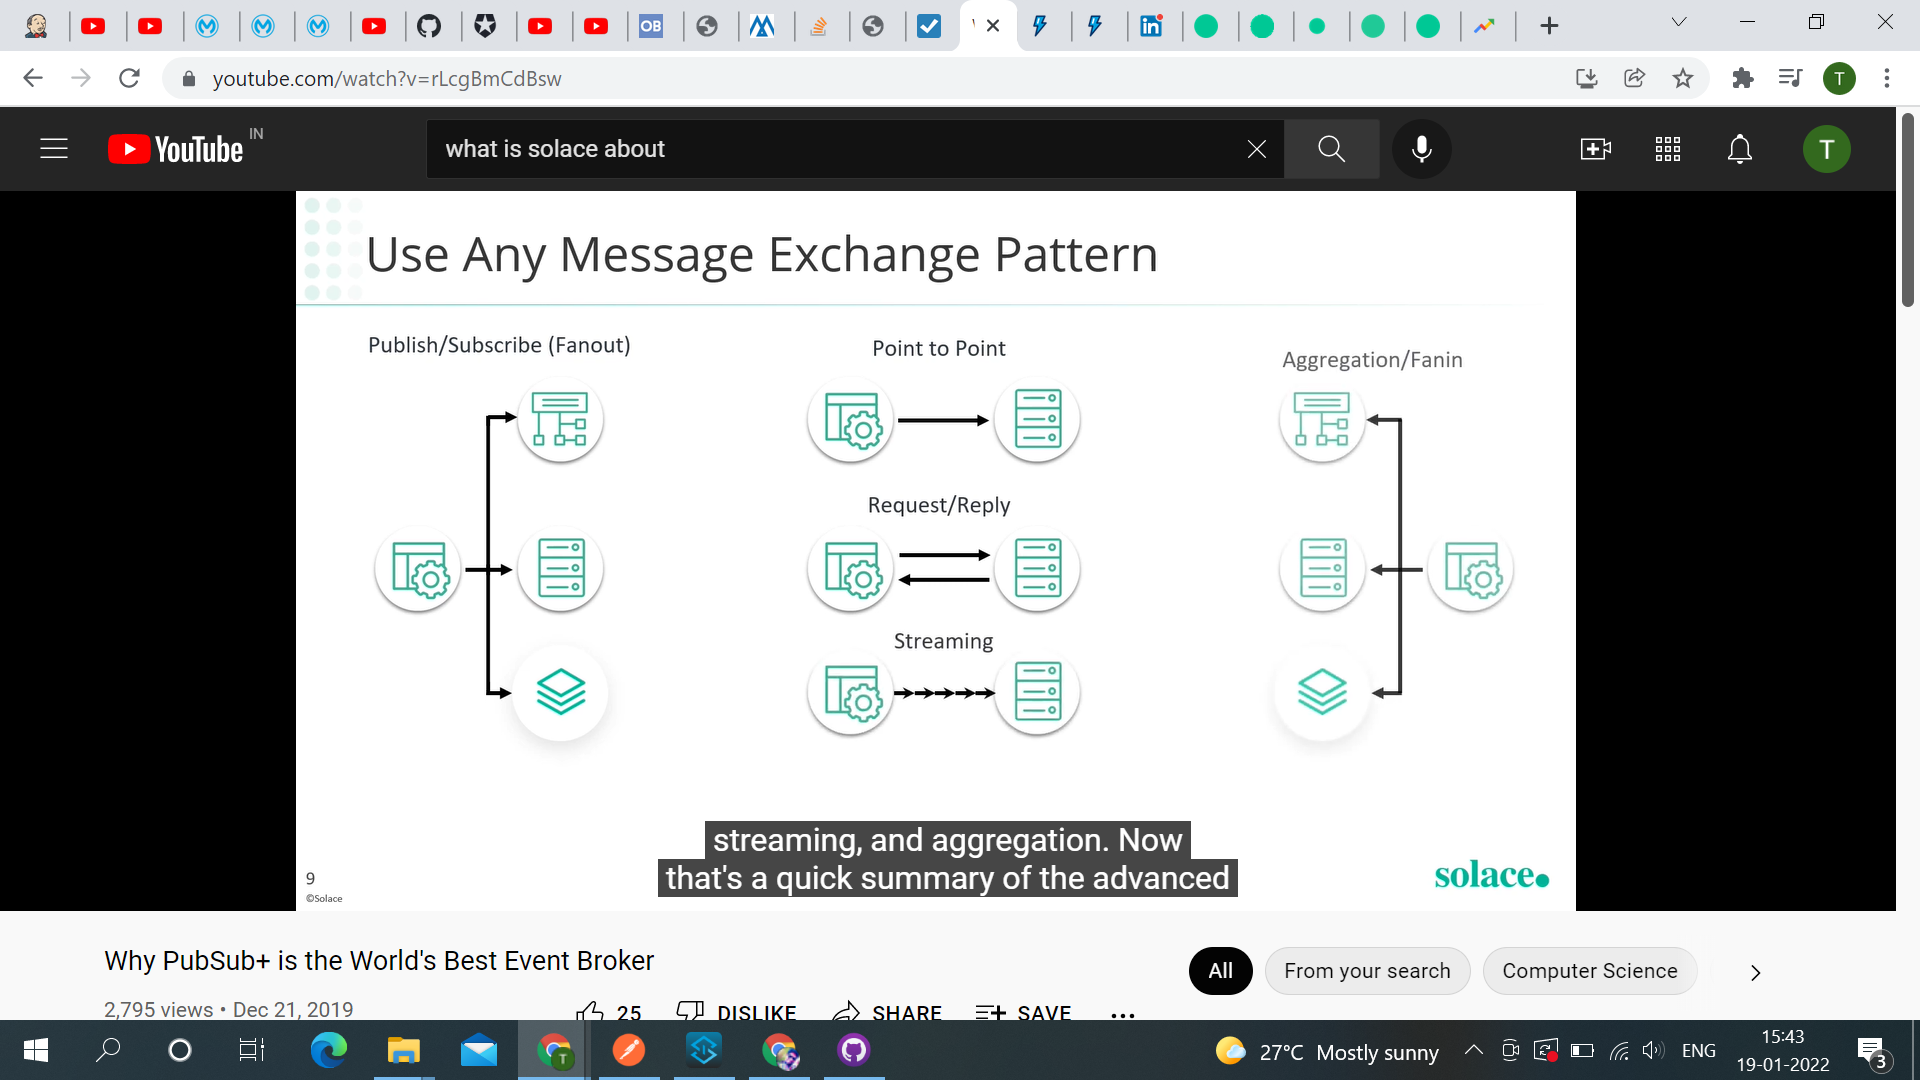 OB
in
youtube.com/watch?v=rLcgBmCdBsw
T
YouTube IN
what is solace about
T
Use Any Message Exchange Pattern
Publish/Subscribe (Fanout)
Point to Point
Aggregation/Fanin
Request/Reply
Streaming
streaming, and aggregation. Now
that's a quick summary of the advanced
9
©Solace
solace.
Why PubSub+ is the World's Best Event Broker
All
From your search
Computer Science
2,795 views • Dec 21, 2019
25
DISLIKE
SHARE
SAVE
T
27°C Mostly sunny
ENG
15:43
19-01-2022
3